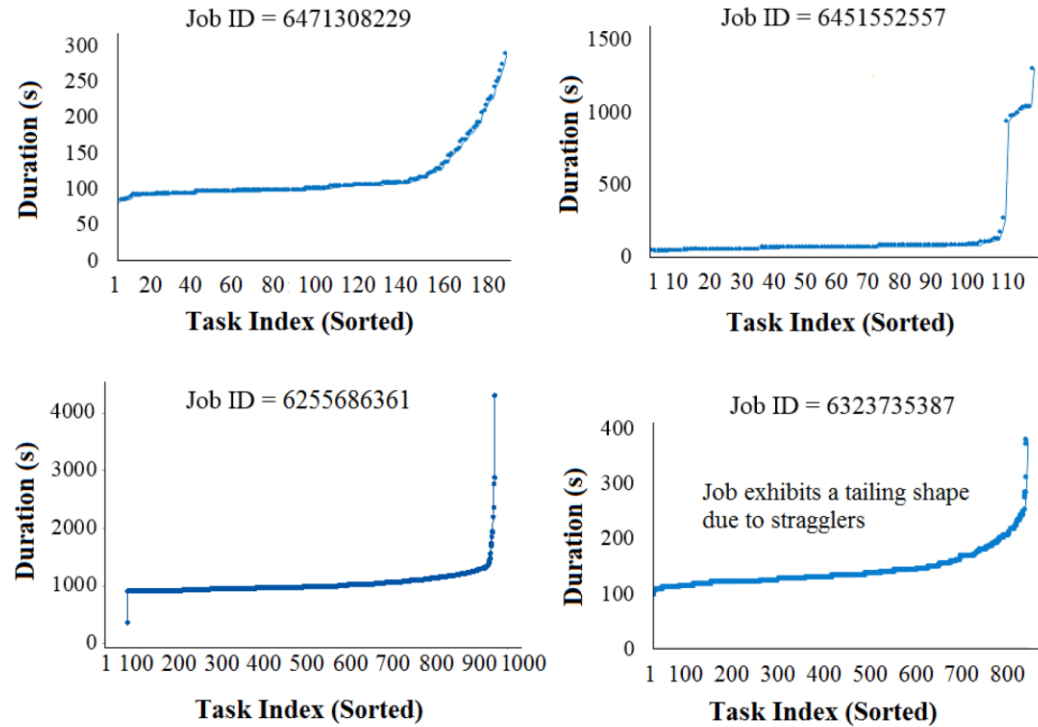 Job ID = 6471308229
300
250
200
150
100
50
0
Duration (s)
1 20 40 60 80 100 120 140 160 180
Task Index (Sorted)
Job ID = 6451552557
1500
1000
500
0
Duration (s)
1 10 20 30 40 50 60 70 80 90 100 110
Task Index (Sorted)
Job ID = 6255686361
4000
3000
2000
1000
0
Duration (s)
1 100 200 300 400 500 600 700 800 900 1000
Task Index (Sorted)
Job ID = 6323735387
400
300
200
100
0
Duration (s)
Job exhibits a tailing shape
due to stragglers
1 100 200 300 400 500 600 700 800
Task Index (Sorted)